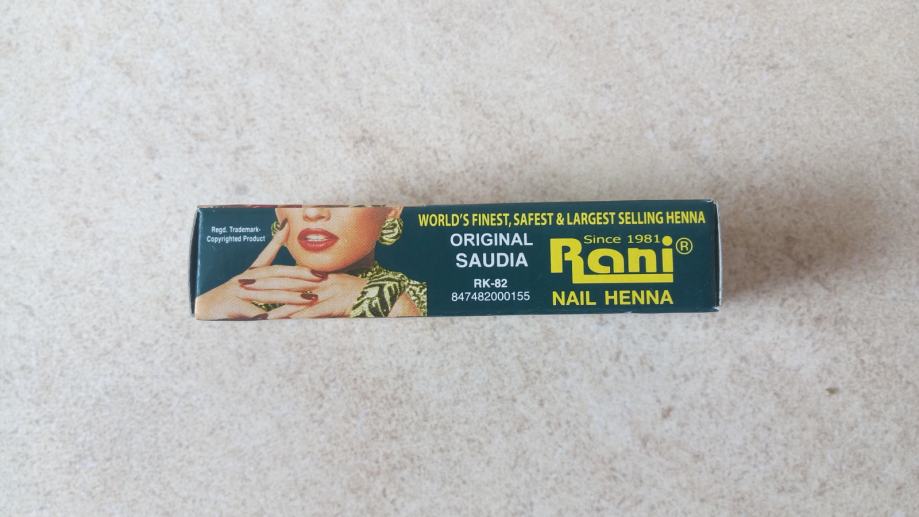 Regd. Trademark-
Copyrighted Product
WORLD'S FINEST, SAFEST & LARGEST SELLING HENNA
ORIGINAL
SAUDIA
RK-82
847482000155
Since 1981
Rani®
NAIL HENNA